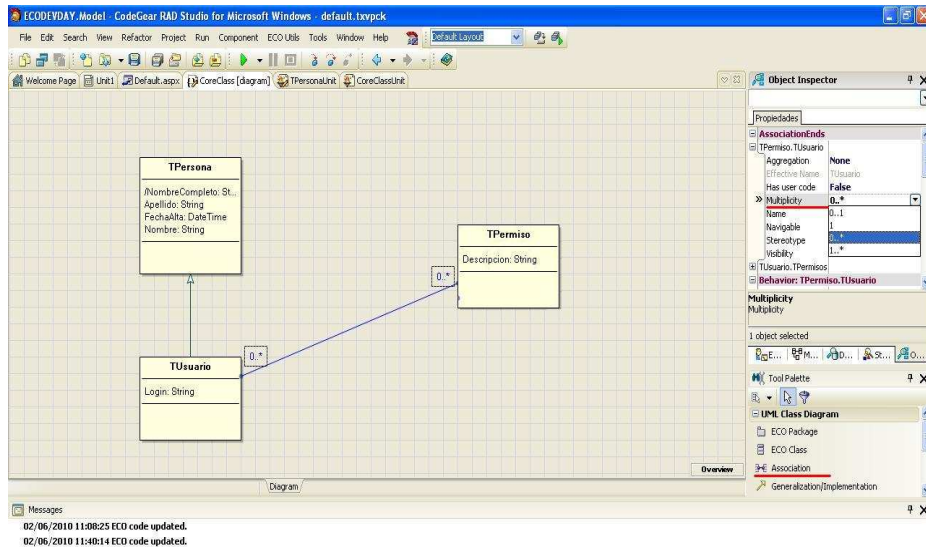 ECODEVDAY.Model - CodeGear RAD Studio for Microsoft Windows - default.txvpck
File Edit Search View Refactor Project Run Component ECO Utils Tools Window Help
Default Layout
Welcome Page Unit1 Default.aspx CoreClass [diagram] TPersonaUnit CoreClassUnit
TPersona
/NombreCompleto: St...
Apellido: String
FechaAlta: DateTime
Nombre: String
TPermiso
Descripcion: String
0..*
0..*
TUsuario
Login: String
Overview
Diagram
Object Inspector
Propiedades
AssociationEnds
TPermiso.TUsuario
Aggregation None
Effective Name TUsuario
Has user code False
Multiplicity 0..*
Name 0..1
Navigable 1
Stereotype 0..*
Visibility 1..*
TUsuario.TPermisos
Behavior: TPermiso.TUsuario
Multiplicity
Multiplicity
1 object selected
E... M... D... St... O...
Tool Palette
UML Class Diagram
ECO Package
ECO Class
Association
Generalization/Implementation
Messages
02/06/2010 11:08:25 ECO code updated.
02/06/2010 11:40:14 ECO code updated.